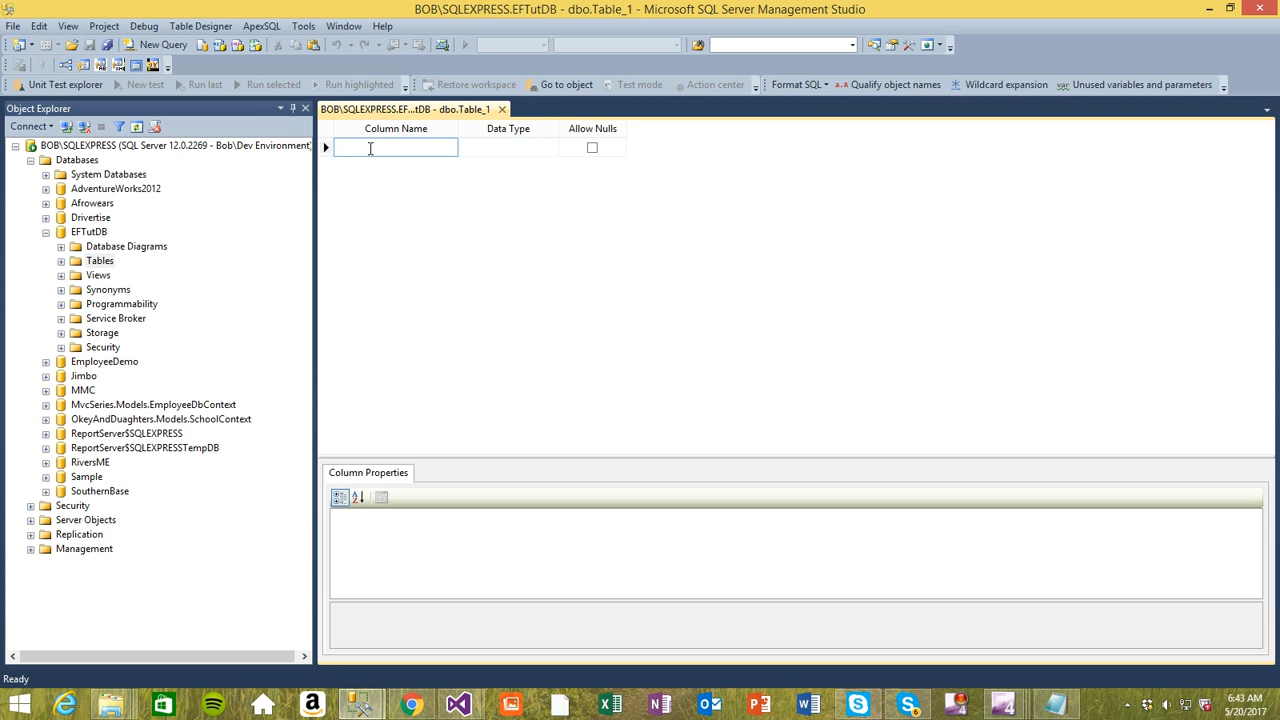 BOB\SQLEXPRESS.EFTutDB - dbo.Table_1 - Microsoft SQL Server Management Studio
File Edit View Project Debug Table Designer ApexSQL Tools Window Help
New Query
Unit Test explorer New test Run last Run selected Run highlighted Restore workspace Go to object Test mode Action center Format SQL Qualify object names Wildcard expansion Unused variables and parameters
Object Explorer
BOB\SQLEXPRESS.EF...tDB - dbo.Table_1
Connect
Column Name Data Type Allow Nulls
BOB\SQLEXPRESS (SQL Server 12.0.2269 - Bob\Dev Environment)
Databases
System Databases
AdventureWorks2012
Afrowears
Drivertise
EFTutDB
Database Diagrams
Tables
Views
Synonyms
Programmability
Service Broker
Storage
Security
EmployeeDemo
Jimbo
MMC
MvcSeries.Models.EmployeeDbContext
OkeyAndDuaghters.Models.SchoolContext
ReportServer$SQLEXPRESS
ReportServer$SQLEXPRESSTempDB
RiversME
Sample
SouthernBase
Security
Server Objects
Replication
Management
Column Properties
Ready
6:43 AM
5/20/2017